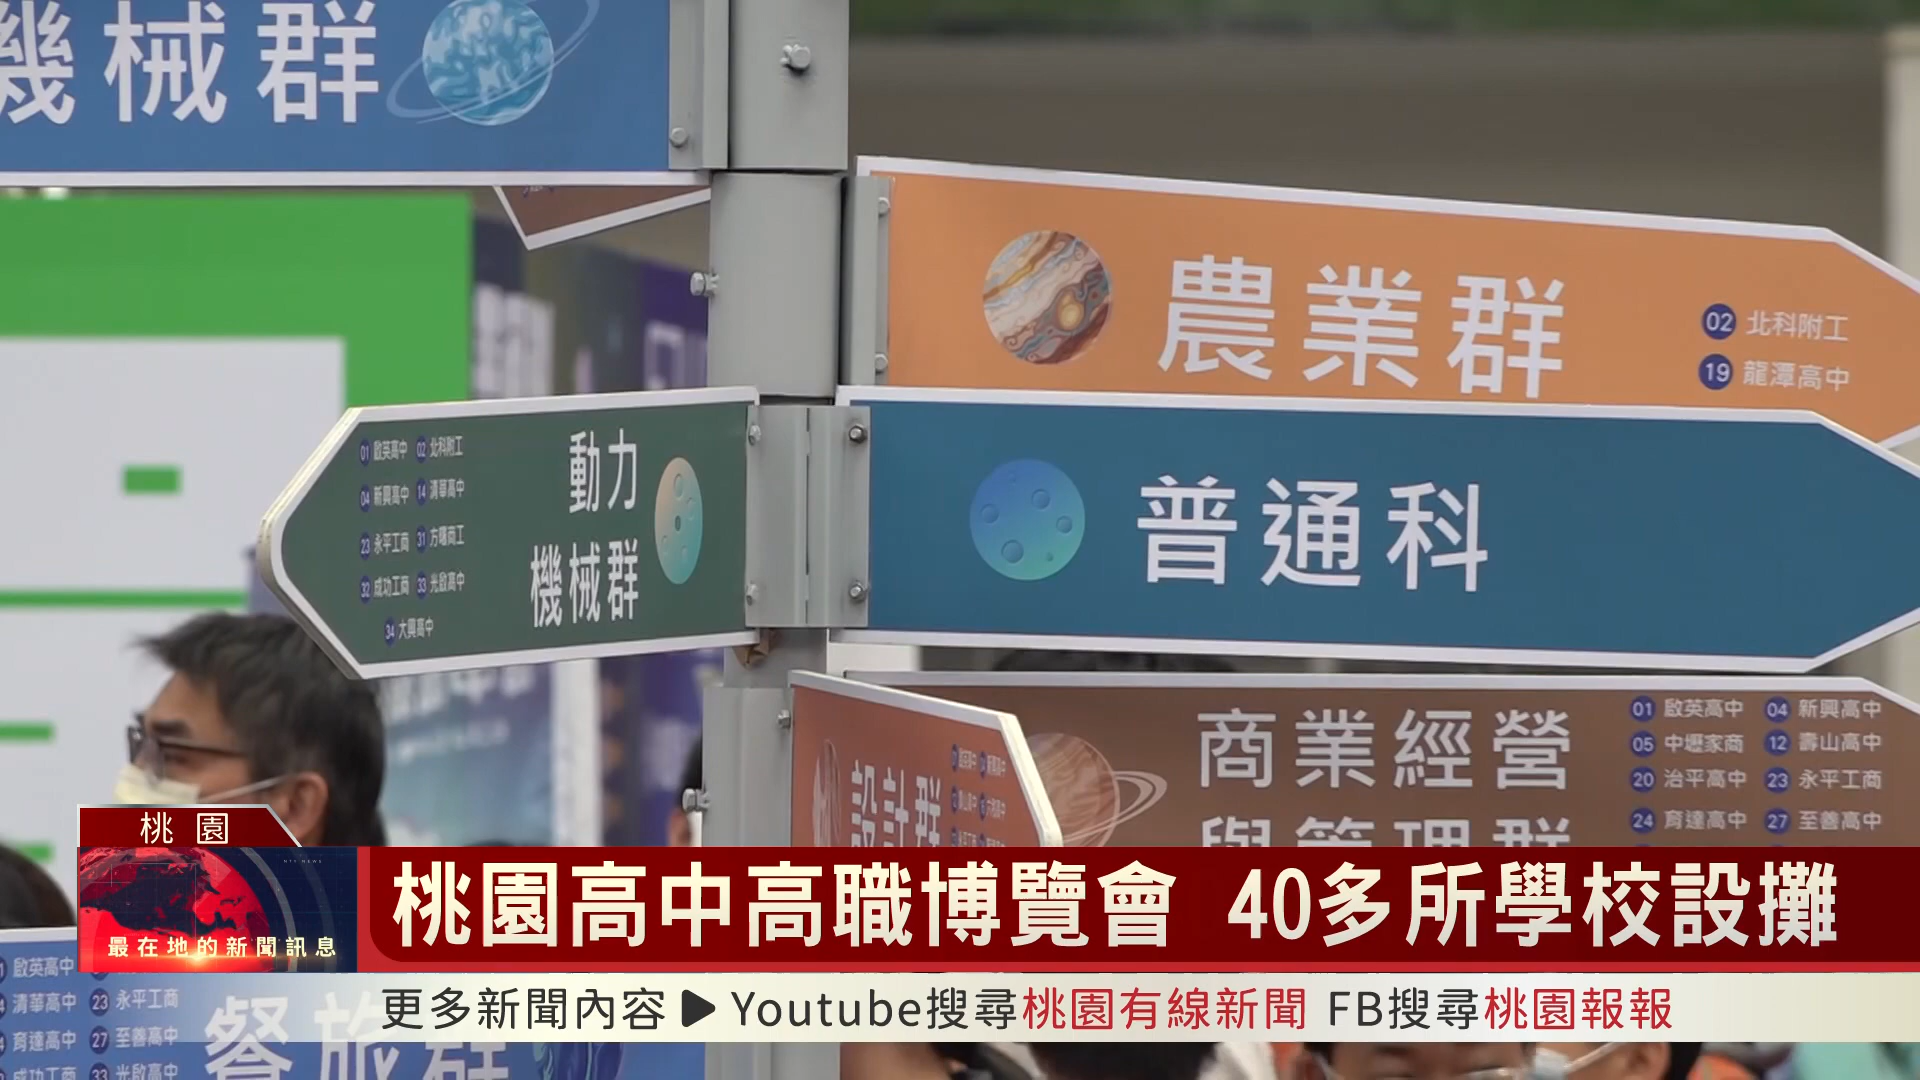 機械群
農業群
02 北科附工
19 龍潭高中
01 啟英高中 02 北科附工
04 新興高中 14 清華高中
23 永平工商 31 方曙商工
32 成功工商 33 光啟高中
34 大興高中
動力
機械群
普通科
設計群
商業經營
與管理群
01 啟英高中 04 新興高中
05 中壢家商 12 壽山高中
20 治平高中 23 永平工商
24 育達高中 27 至善高中
桃園
NTY NEWS
最在地的新聞訊息
桃園高中高職博覽會 40多所學校設攤
更多新聞內容▶Youtube搜尋桃園有線新聞 FB搜尋桃園報報
啟英高中
清華高中 23 永平工商
育達高中 27 至善高中
成功工商 33 光啟高中
餐旅群